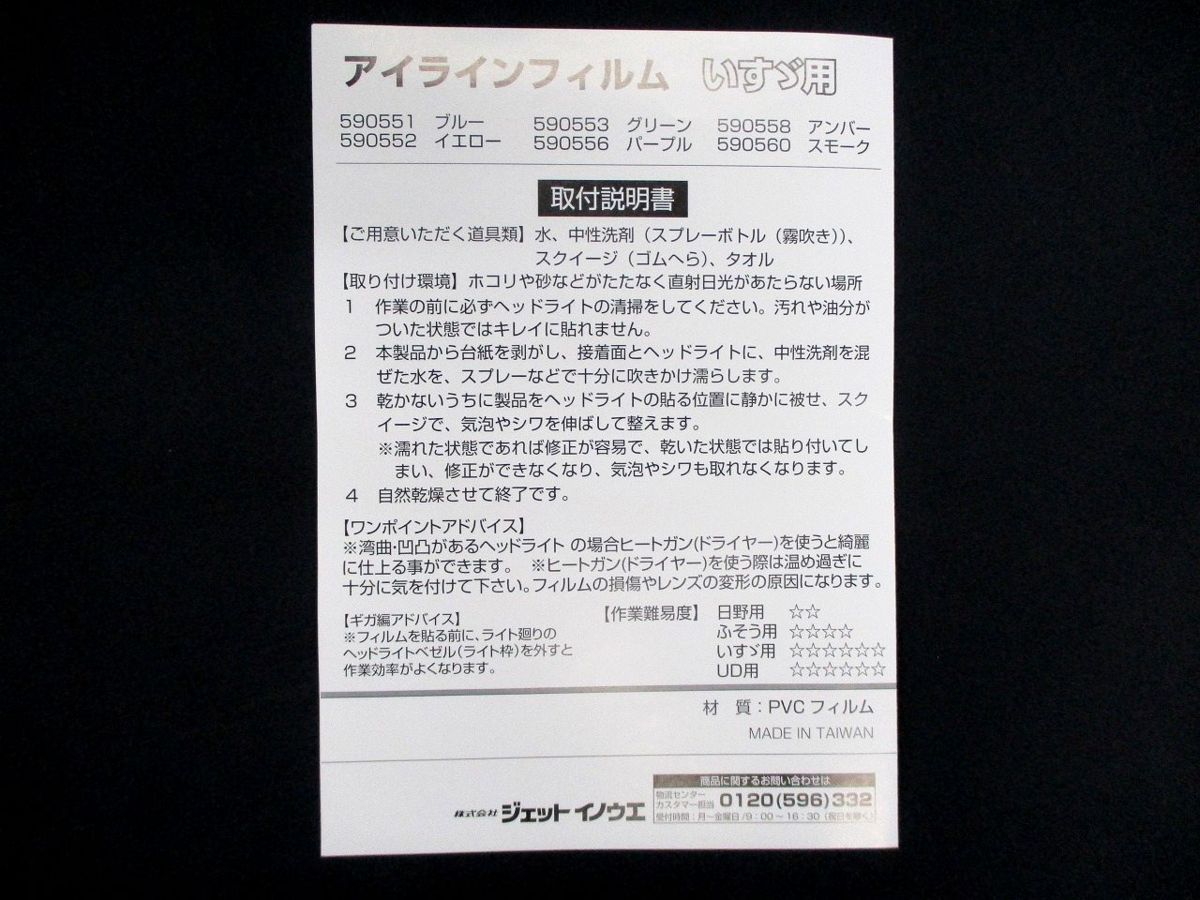 アイラインフィルム いすゞ用
590551 ブルー 590553 グリーン 590558 アンバー
590552 イエロー 590556 パープル 590560 スモーク
取付説明書
【ご用意いただく道具類】水、中性洗剤(スプレーボトル(霧吹き))、
スクイージ(ゴムへら)、タオル
【取り付け環境】ホコリや砂などがたたなく直射日光があたらない場所
1 作業の前に必ずヘッドライトの清掃をしてください。汚れや油分が
ついた状態ではキレイに貼れません。
2 本製品から台紙を剥がし、接着面とヘッドライトに、中性洗剤を混
ぜた水を、スプレーなどで十分に吹きかけ濡らします。
3 乾かないうちに製品をヘッドライトの貼る位置に静かに被せ、スク
イージで、気泡やシワを伸ばして整えます。
※濡れた状態であれば修正が容易で、乾いた状態では貼り付いてし
まい、修正ができなくなり、気泡やシワも取れなくなります。
4 自然乾燥させて終了です。
【ワンポイントアドバイス】
※湾曲・凹凸があるヘッドライト の場合ヒートガン(ドライヤー)を使うと綺麗
に仕上る事ができます。 ※ヒートガン(ドライヤー)を使う際は温め過ぎに
十分に気を付けて下さい。フィルムの損傷やレンズの変形の原因になります。
【ギガ編アドバイス】
※フィルムを貼る前に、ライト廻りの
ヘッドライトベゼル(ライト枠)を外すと
作業効率がよくなります。
【作業難易度】 日野用 ☆☆
ふそう用 ☆☆☆☆
いすゞ用 ☆☆☆☆☆☆
UD用 ☆☆☆☆☆☆
材 質:PVC フィルム
MADE IN TAIWAN
株式会社 ジェット イノウエ
商品に関するお問い合わせは
物流センター
カスタマー担当 0120(596)332
受付時間:月~金曜日/9:00~16:30(祝日を除く)